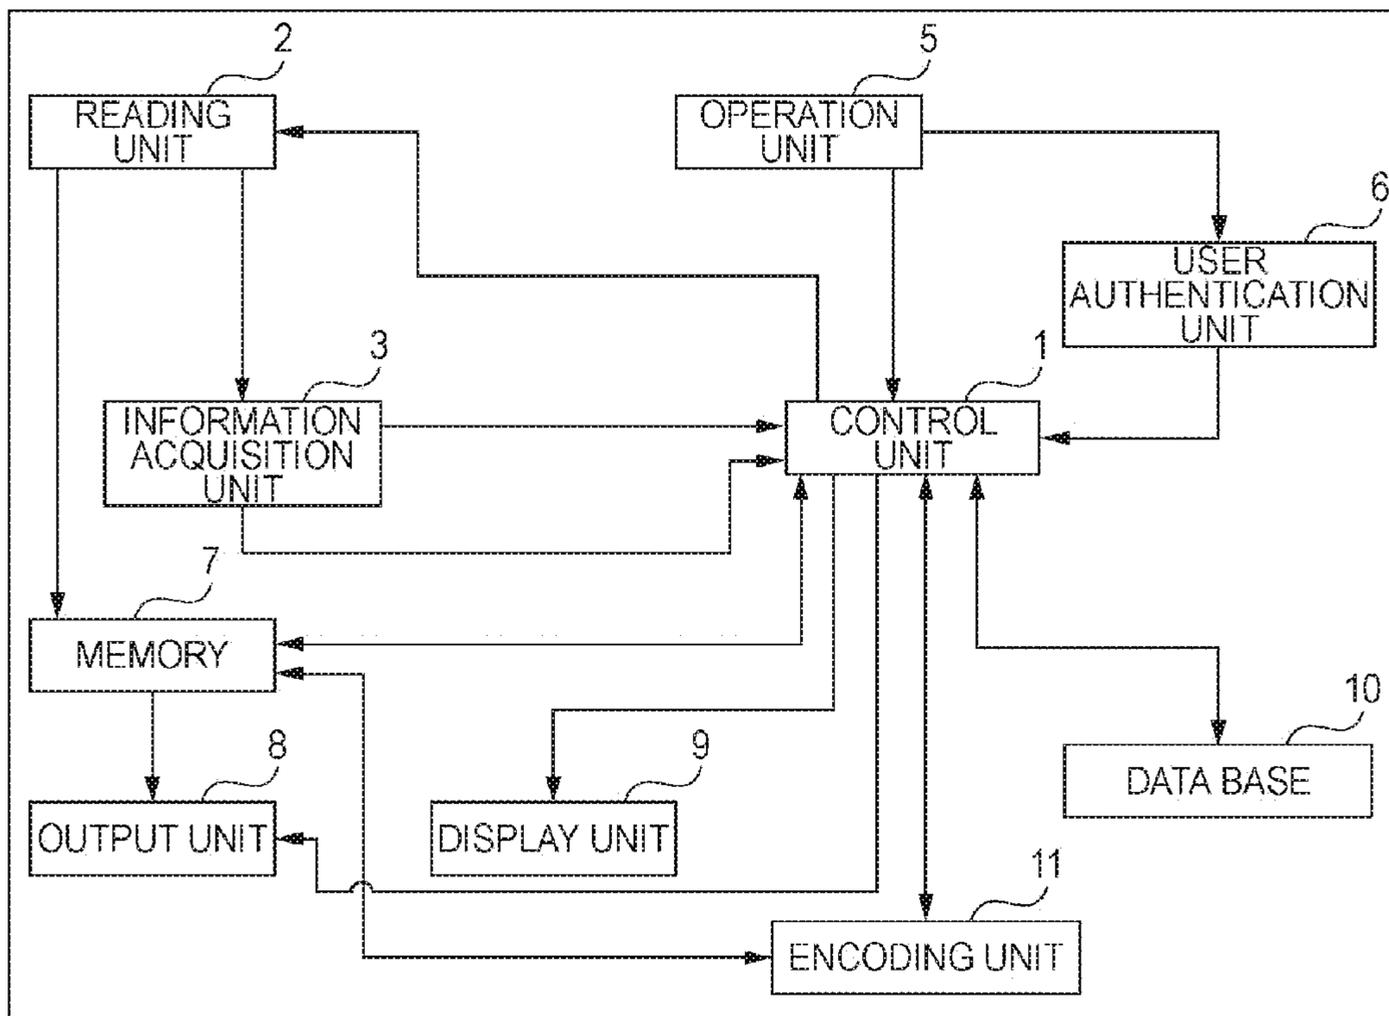 2
READING
UNIT
5
OPERATION
UNIT
6
USER
AUTHENTICATION
UNIT
3
INFORMATION
ACQUISITION
UNIT
1
CONTROL
UNIT
7
MEMORY
10
DATA BASE
8
OUTPUT UNIT
9
DISPLAY UNIT
11
ENCODING UNIT